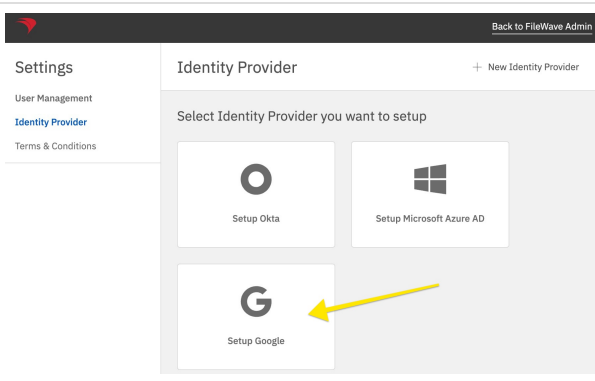 Back to FileWave Admin
Settings
Identity Provider
+ New Identity Provider
User Management
Identity Provider
Terms & Conditions
Select Identity Provider you want to setup
Setup Okta
Setup Microsoft Azure AD
Setup Google